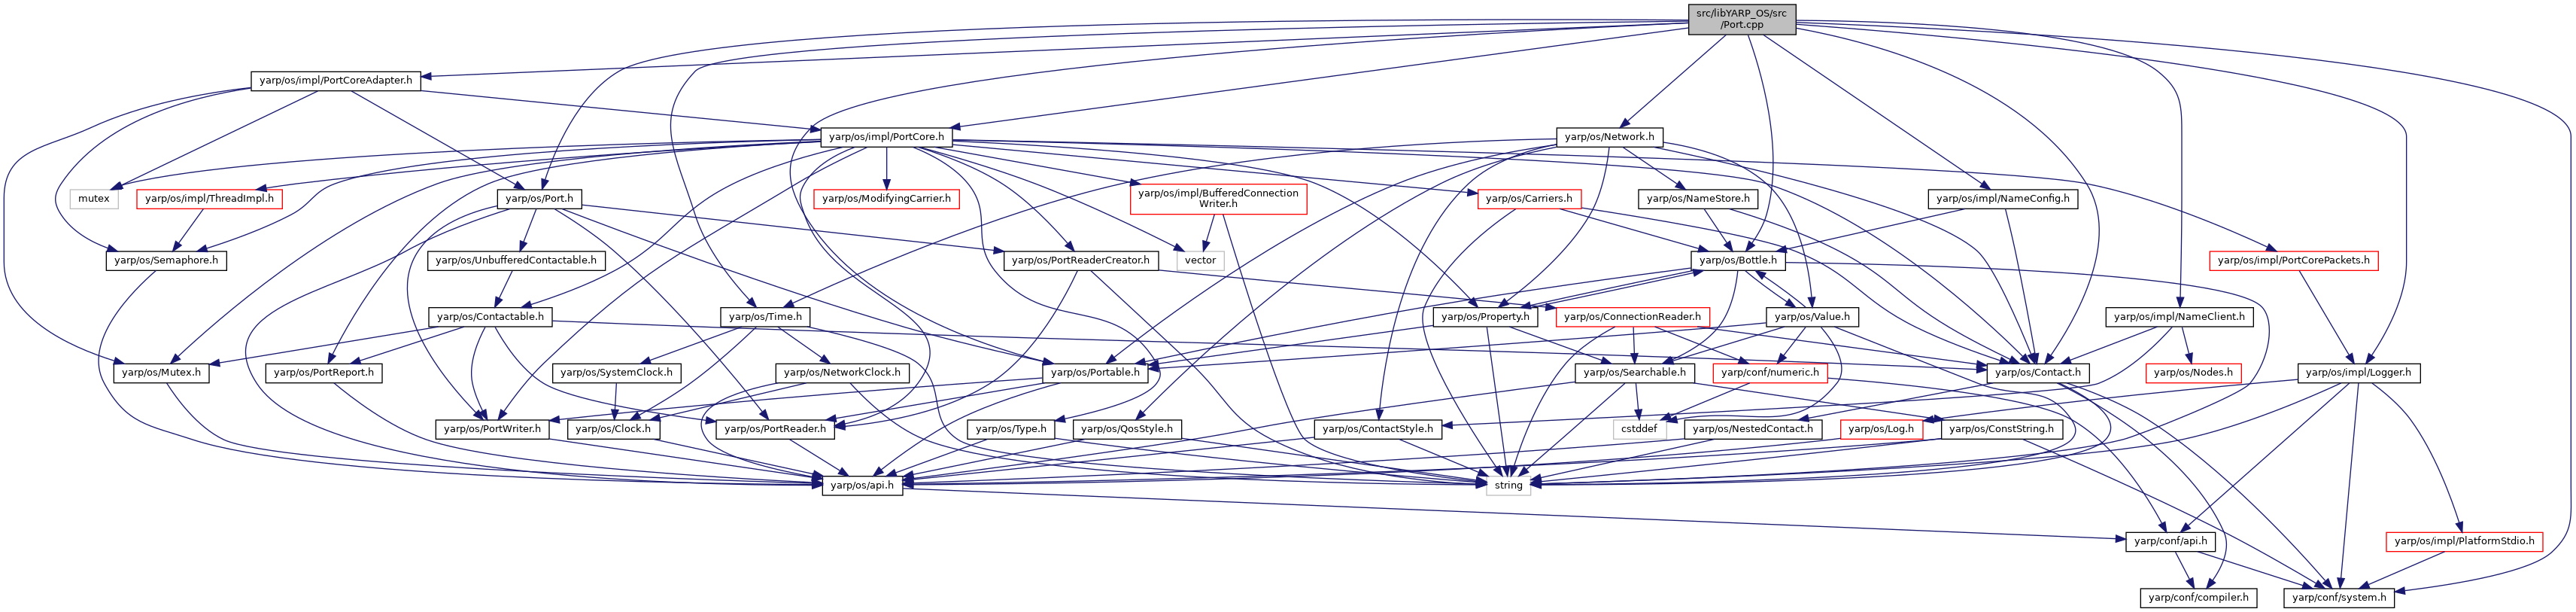 src/libYARP_OS/src
/Port.cpp
yarp/os/impl/PortCoreAdapter.h
yarp/os/impl/PortCore.h
yarp/os/Network.h
mutex
yarp/os/impl/ThreadImpl.h
yarp/os/Port.h
yarp/os/ModifyingCarrier.h
yarp/os/impl/BufferedConnection
Writer.h
yarp/os/Carriers.h
yarp/os/NameStore.h
yarp/os/impl/NameConfig.h
yarp/os/Semaphore.h
yarp/os/UnbufferedContactable.h
yarp/os/PortReaderCreator.h
vector
yarp/os/Bottle.h
yarp/os/impl/PortCorePackets.h
yarp/os/Contactable.h
yarp/os/Time.h
yarp/os/ConnectionReader.h
yarp/os/Property.h
yarp/os/Value.h
yarp/os/impl/NameClient.h
yarp/os/Mutex.h
yarp/os/PortReport.h
yarp/os/SystemClock.h
yarp/os/NetworkClock.h
yarp/os/Portable.h
yarp/os/Searchable.h
yarp/conf/numeric.h
yarp/os/Contact.h
yarp/os/Nodes.h
yarp/os/impl/Logger.h
yarp/os/PortWriter.h
yarp/os/Clock.h
yarp/os/PortReader.h
yarp/os/Type.h
yarp/os/QosStyle.h
yarp/os/ContactStyle.h
cstddef
yarp/os/NestedContact.h
yarp/os/Log.h
yarp/os/ConstString.h
yarp/os/api.h
string
yarp/conf/api.h
yarp/os/impl/PlatformStdio.h
yarp/conf/compiler.h
yarp/conf/system.h